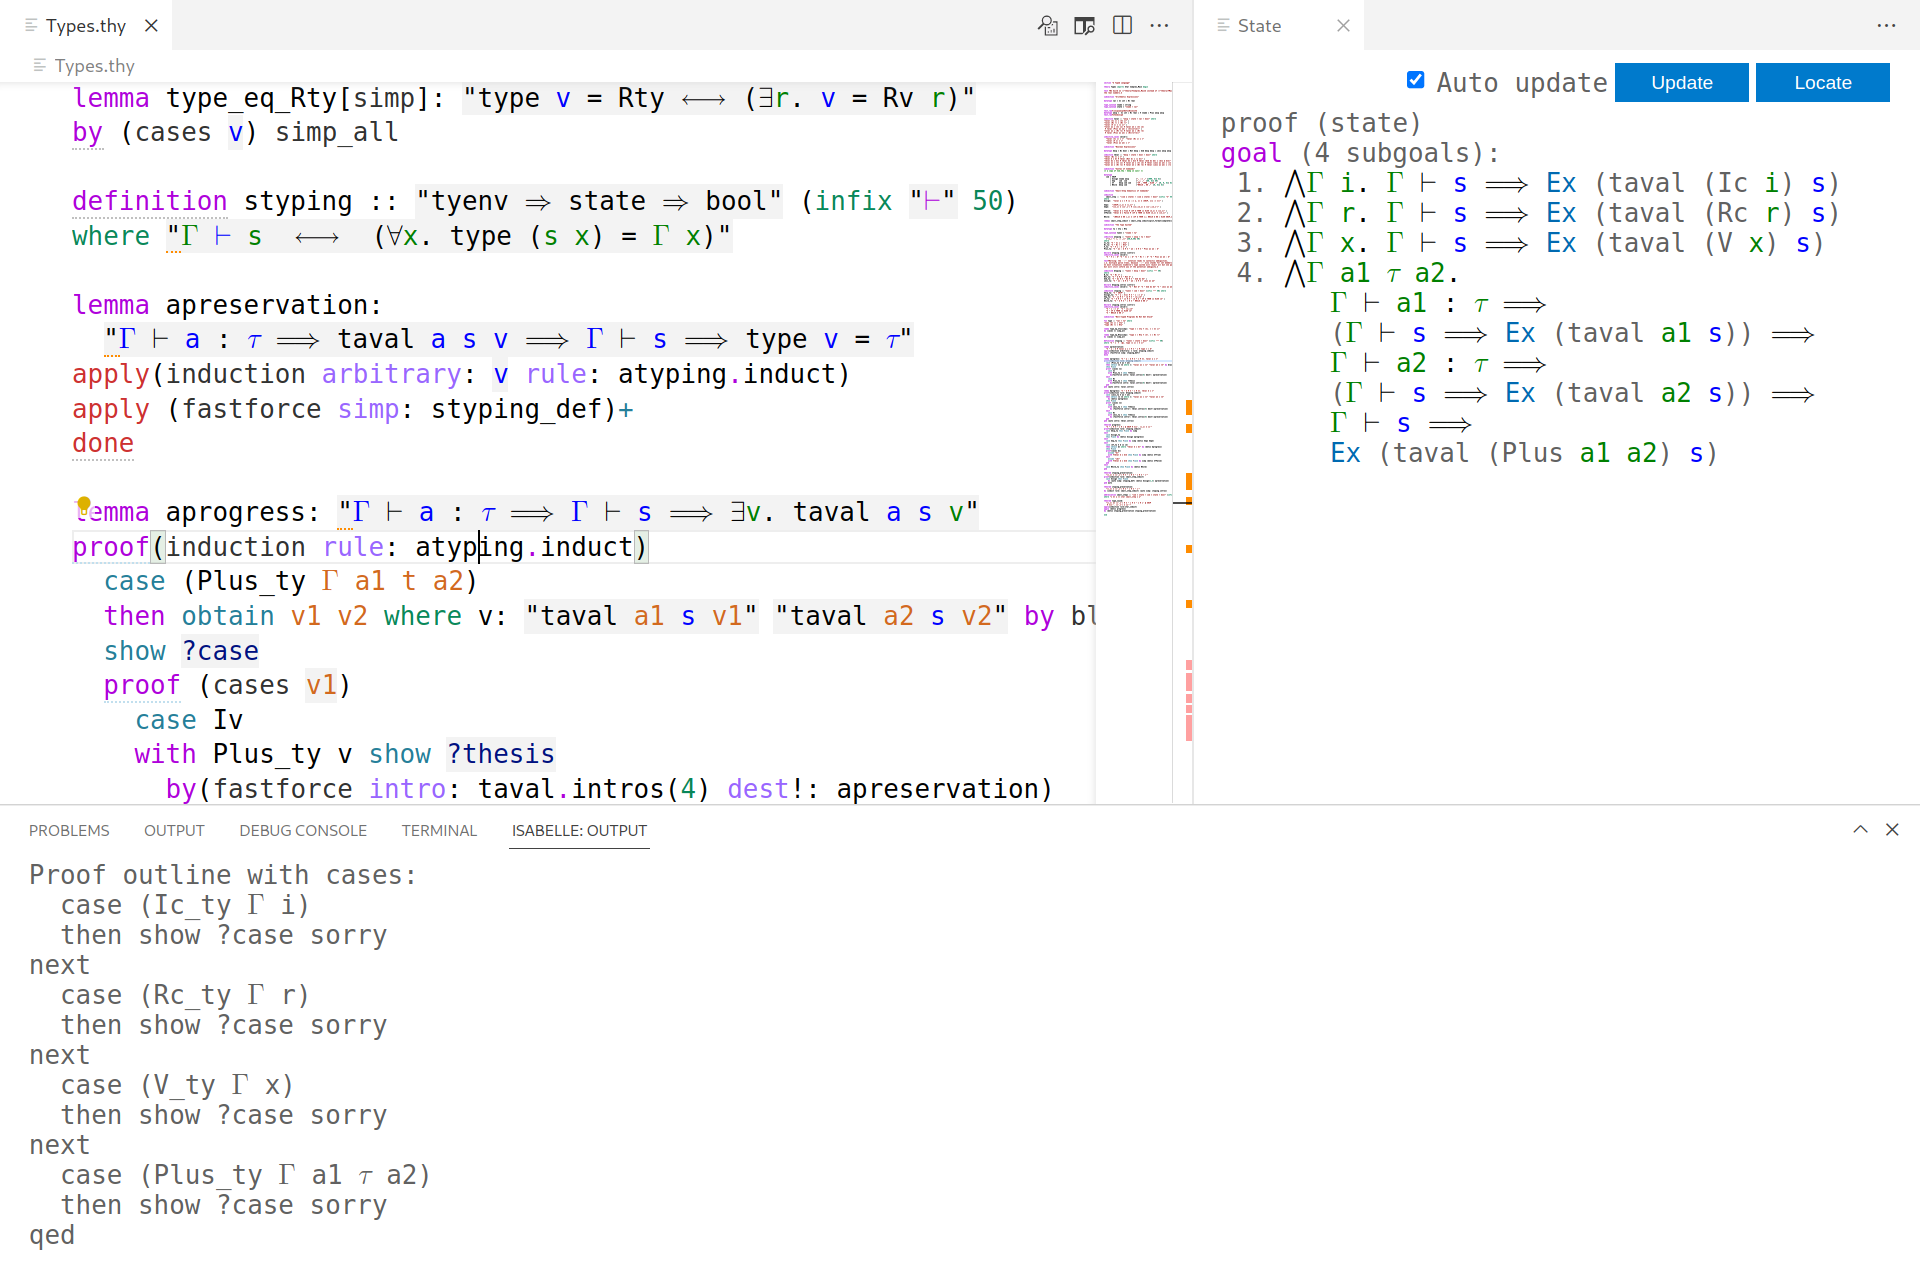 Types.thy
Types.thy
lemma type_eq_Rty[simp]: "type v = Rty ⟷ (∃r. v = Rv r)"
by (cases v) simp_all
definition styping :: "tyenv ⇒ state ⇒ bool" (infix "⊢" 50)
where "Γ ⊢ s  ⟷  (∀x. type (s x) = Γ x)"
lemma apreservation:
  "Γ ⊢ a : τ ⟹ taval a s v ⟹ Γ ⊢ s ⟹ type v = τ"
apply(induction arbitrary: v rule: atyping.induct)
apply (fastforce simp: styping_def)+
done
lemma aprogress: "Γ ⊢ a : τ ⟹ Γ ⊢ s ⟹ ∃v. taval a s v"
proof(induction rule: atyping.induct)
  case (Plus_ty Γ a1 t a2)
  then obtain v1 v2 where v: "taval a1 s v1" "taval a2 s v2" by bl
  show ?case
  proof (cases v1)
    case Iv
    with Plus_ty v show ?thesis
      by(fastforce intro: taval.intros(4) dest!: apreservation)
State
Auto update Update Locate
proof (state)
goal (4 subgoals):
 1. ⋀Γ i. Γ ⊢ s ⟹ Ex (taval (Ic i) s)
 2. ⋀Γ r. Γ ⊢ s ⟹ Ex (taval (Rc r) s)
 3. ⋀Γ x. Γ ⊢ s ⟹ Ex (taval (V x) s)
 4. ⋀Γ a1 τ a2.
       Γ ⊢ a1 : τ ⟹
       (Γ ⊢ s ⟹ Ex (taval a1 s)) ⟹
       Γ ⊢ a2 : τ ⟹
       (Γ ⊢ s ⟹ Ex (taval a2 s)) ⟹
       Γ ⊢ s ⟹
       Ex (taval (Plus a1 a2) s)
PROBLEMS OUTPUT DEBUG CONSOLE TERMINAL ISABELLE: OUTPUT
Proof outline with cases:
  case (Ic_ty Γ i)
  then show ?case sorry
next
  case (Rc_ty Γ r)
  then show ?case sorry
next
  case (V_ty Γ x)
  then show ?case sorry
next
  case (Plus_ty Γ a1 τ a2)
  then show ?case sorry
qed